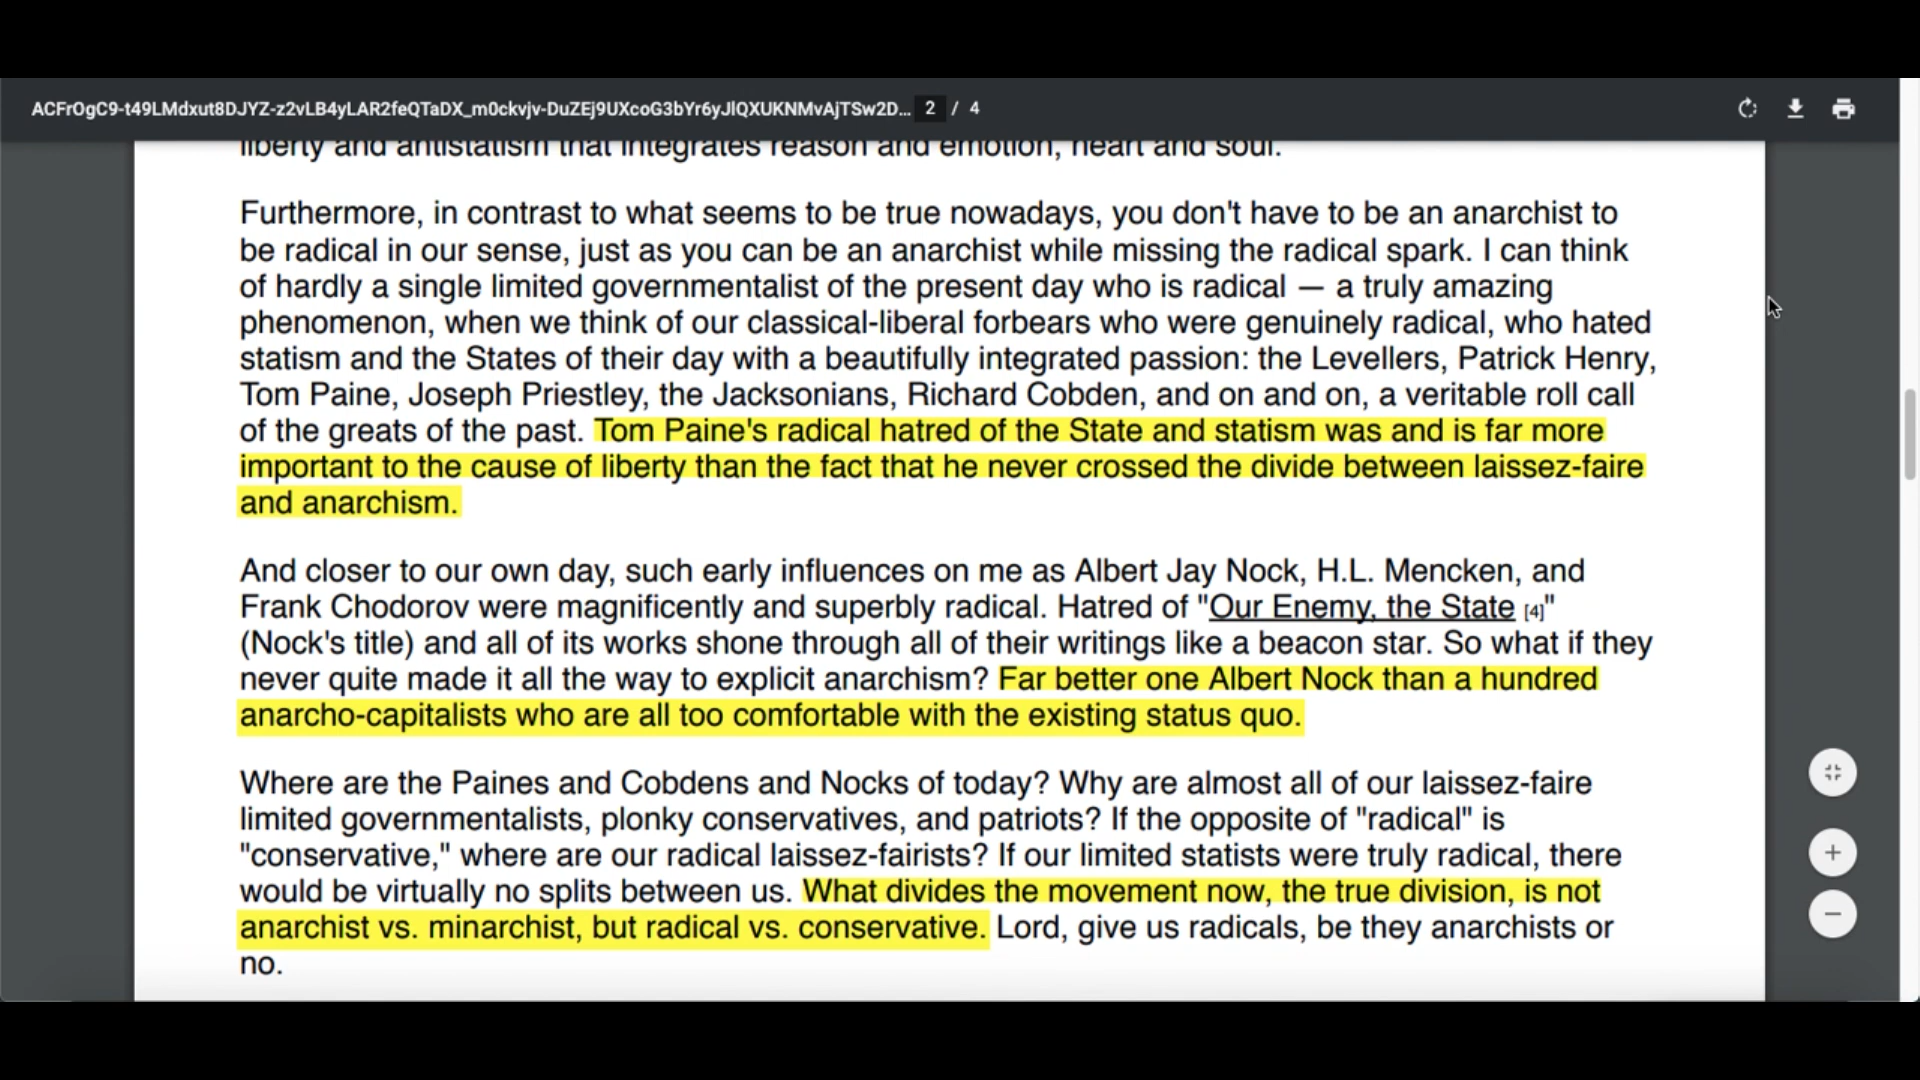 ACFrOgC9-t49LMdxut8DJYZ-z2vLB4yLAR2feQTaDX_m0ckvjv-DuZEj9UXcoG3bYr6yJlQXUKNMvAjTSw2D... 2 / 4
liberty and antistatism that integrates reason and emotion, heart and soul.
Furthermore, in contrast to what seems to be true nowadays, you don't have to be an anarchist to
be radical in our sense, just as you can be an anarchist while missing the radical spark. I can think
of hardly a single limited governmentalist of the present day who is radical — a truly amazing
phenomenon, when we think of our classical-liberal forbears who were genuinely radical, who hated
statism and the States of their day with a beautifully integrated passion: the Levellers, Patrick Henry,
Tom Paine, Joseph Priestley, the Jacksonians, Richard Cobden, and on and on, a veritable roll call
of the greats of the past. Tom Paine's radical hatred of the State and statism was and is far more
important to the cause of liberty than the fact that he never crossed the divide between laissez-faire
and anarchism.
And closer to our own day, such early influences on me as Albert Jay Nock, H.L. Mencken, and
Frank Chodorov were magnificently and superbly radical. Hatred of "Our Enemy, the State [4]"
(Nock's title) and all of its works shone through all of their writings like a beacon star. So what if they
never quite made it all the way to explicit anarchism? Far better one Albert Nock than a hundred
anarcho-capitalists who are all too comfortable with the existing status quo.
Where are the Paines and Cobdens and Nocks of today? Why are almost all of our laissez-faire
limited governmentalists, plonky conservatives, and patriots? If the opposite of "radical" is
"conservative," where are our radical laissez-fairists? If our limited statists were truly radical, there
would be virtually no splits between us. What divides the movement now, the true division, is not
anarchist vs. minarchist, but radical vs. conservative. Lord, give us radicals, be they anarchists or
no.